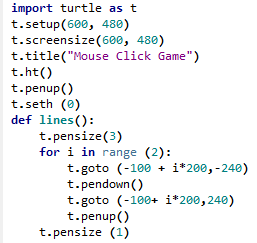 import turtle as t
t.setup(600, 480)
t.screensize(600, 480)
t.title("Mouse Click Game")
t.ht()
t.penup()
t.seth (0)
def lines():
    t.pensize(3)
    for i in range (2):
        t.goto (-100 + i*200,-240)
        t.pendown()
        t.goto (-100+ i*200,240)
        t.penup()
    t.pensize (1)